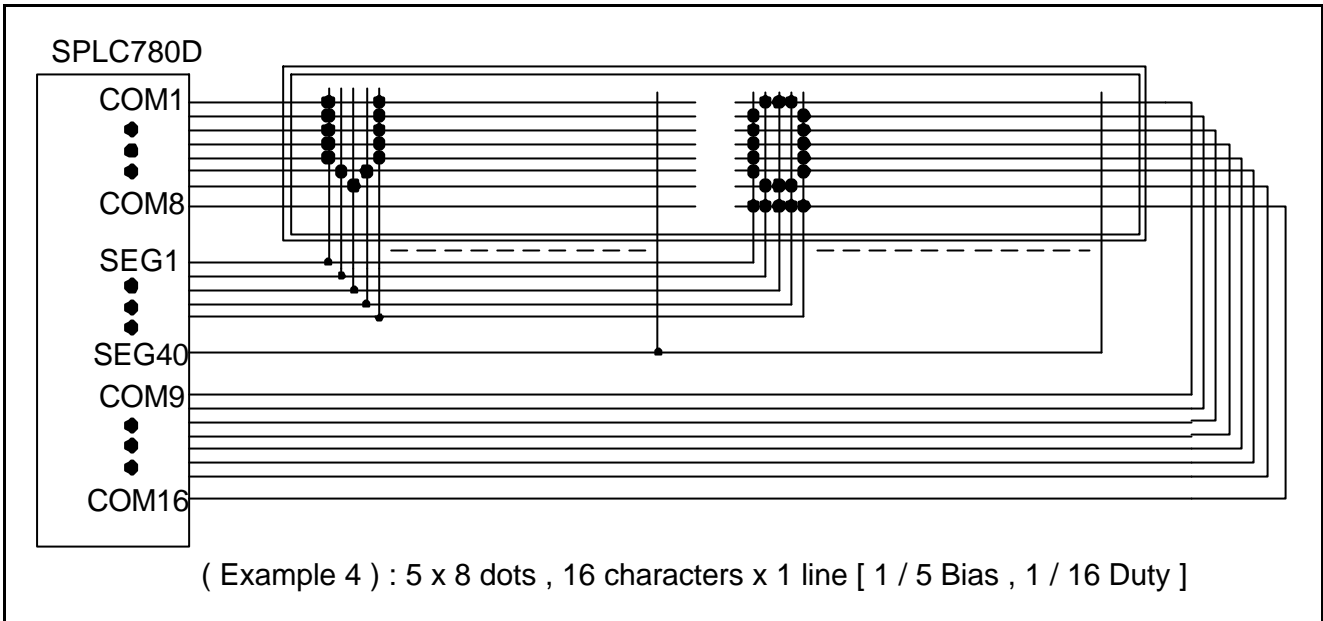 SPLC780D
COM1
COM8
SEG1
SEG40
COM9
COM16
( Example 4 ) : 5 x 8 dots , 16 characters x 1 line [ 1 / 5 Bias , 1 / 16 Duty ]